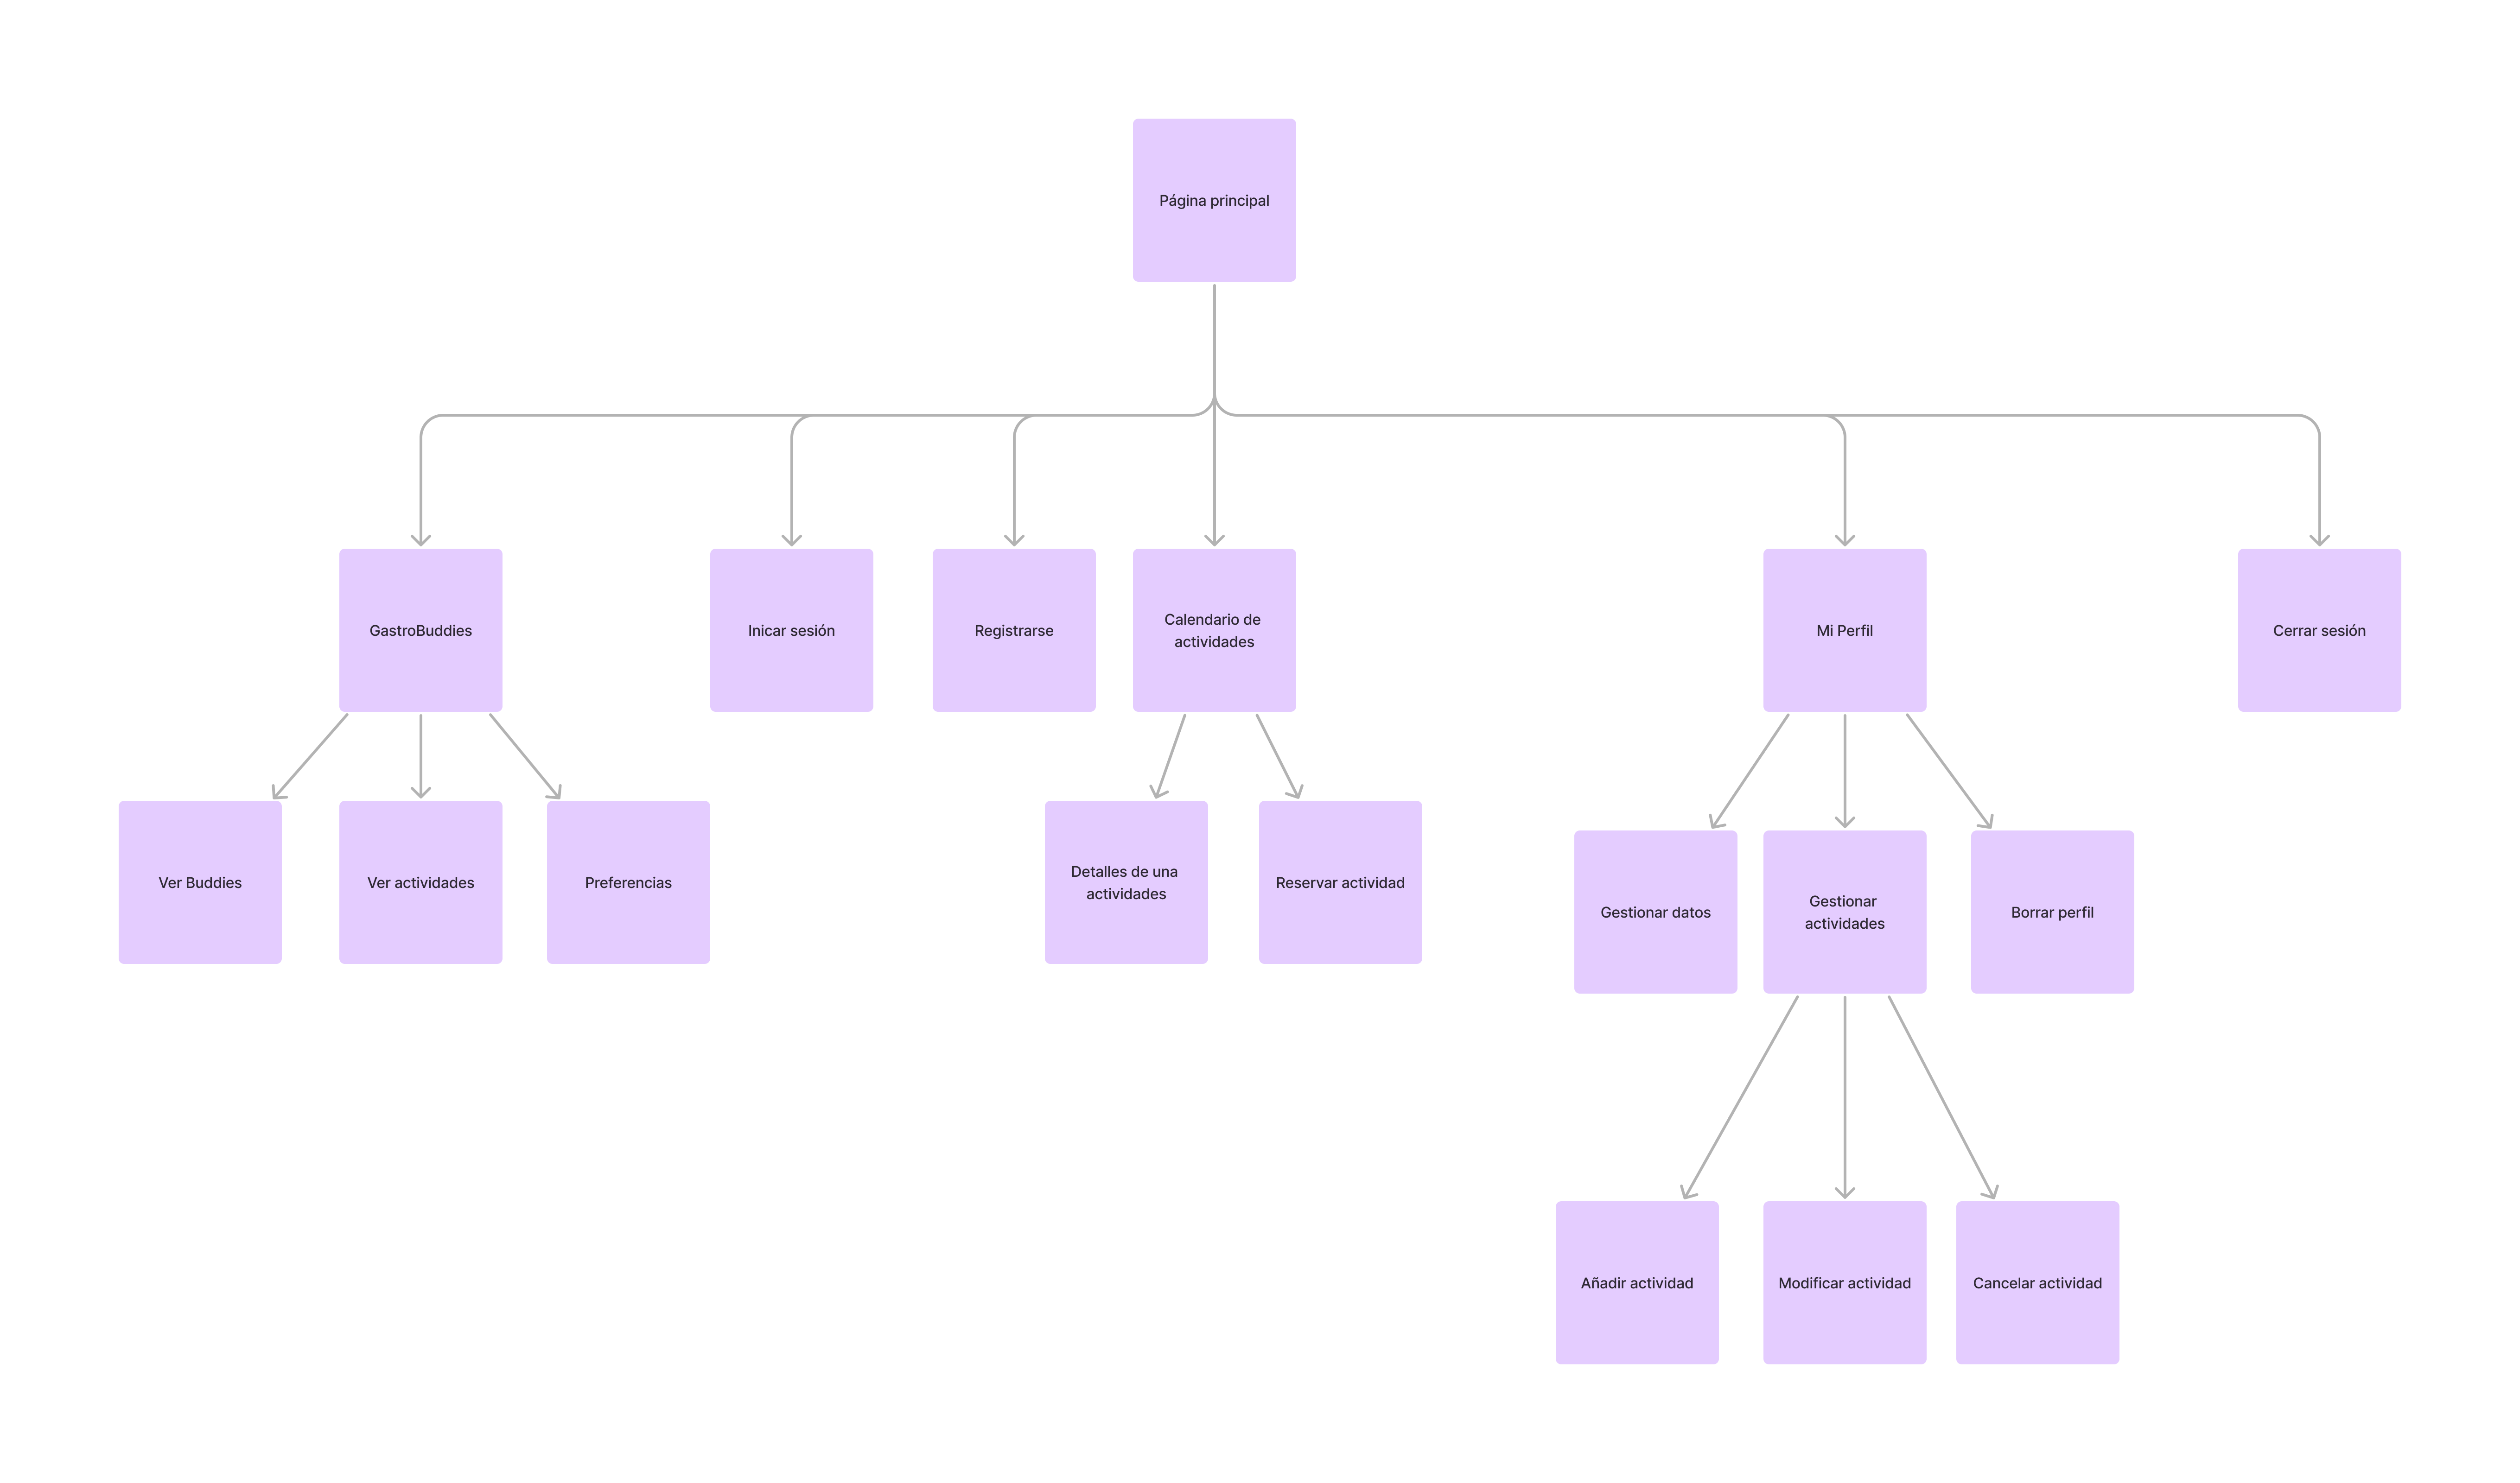 Página principal
GastroBuddies
Inicar sesión
Registrarse
Calendario de
actividades
Mi Perfil
Cerrar sesión
Ver Buddies
Ver actividades
Preferencias
Detalles de una
actividades
Reservar actividad
Gestionar datos
Gestionar
actividades
Borrar perfil
Añadir actividad
Modificar actividad
Cancelar actividad